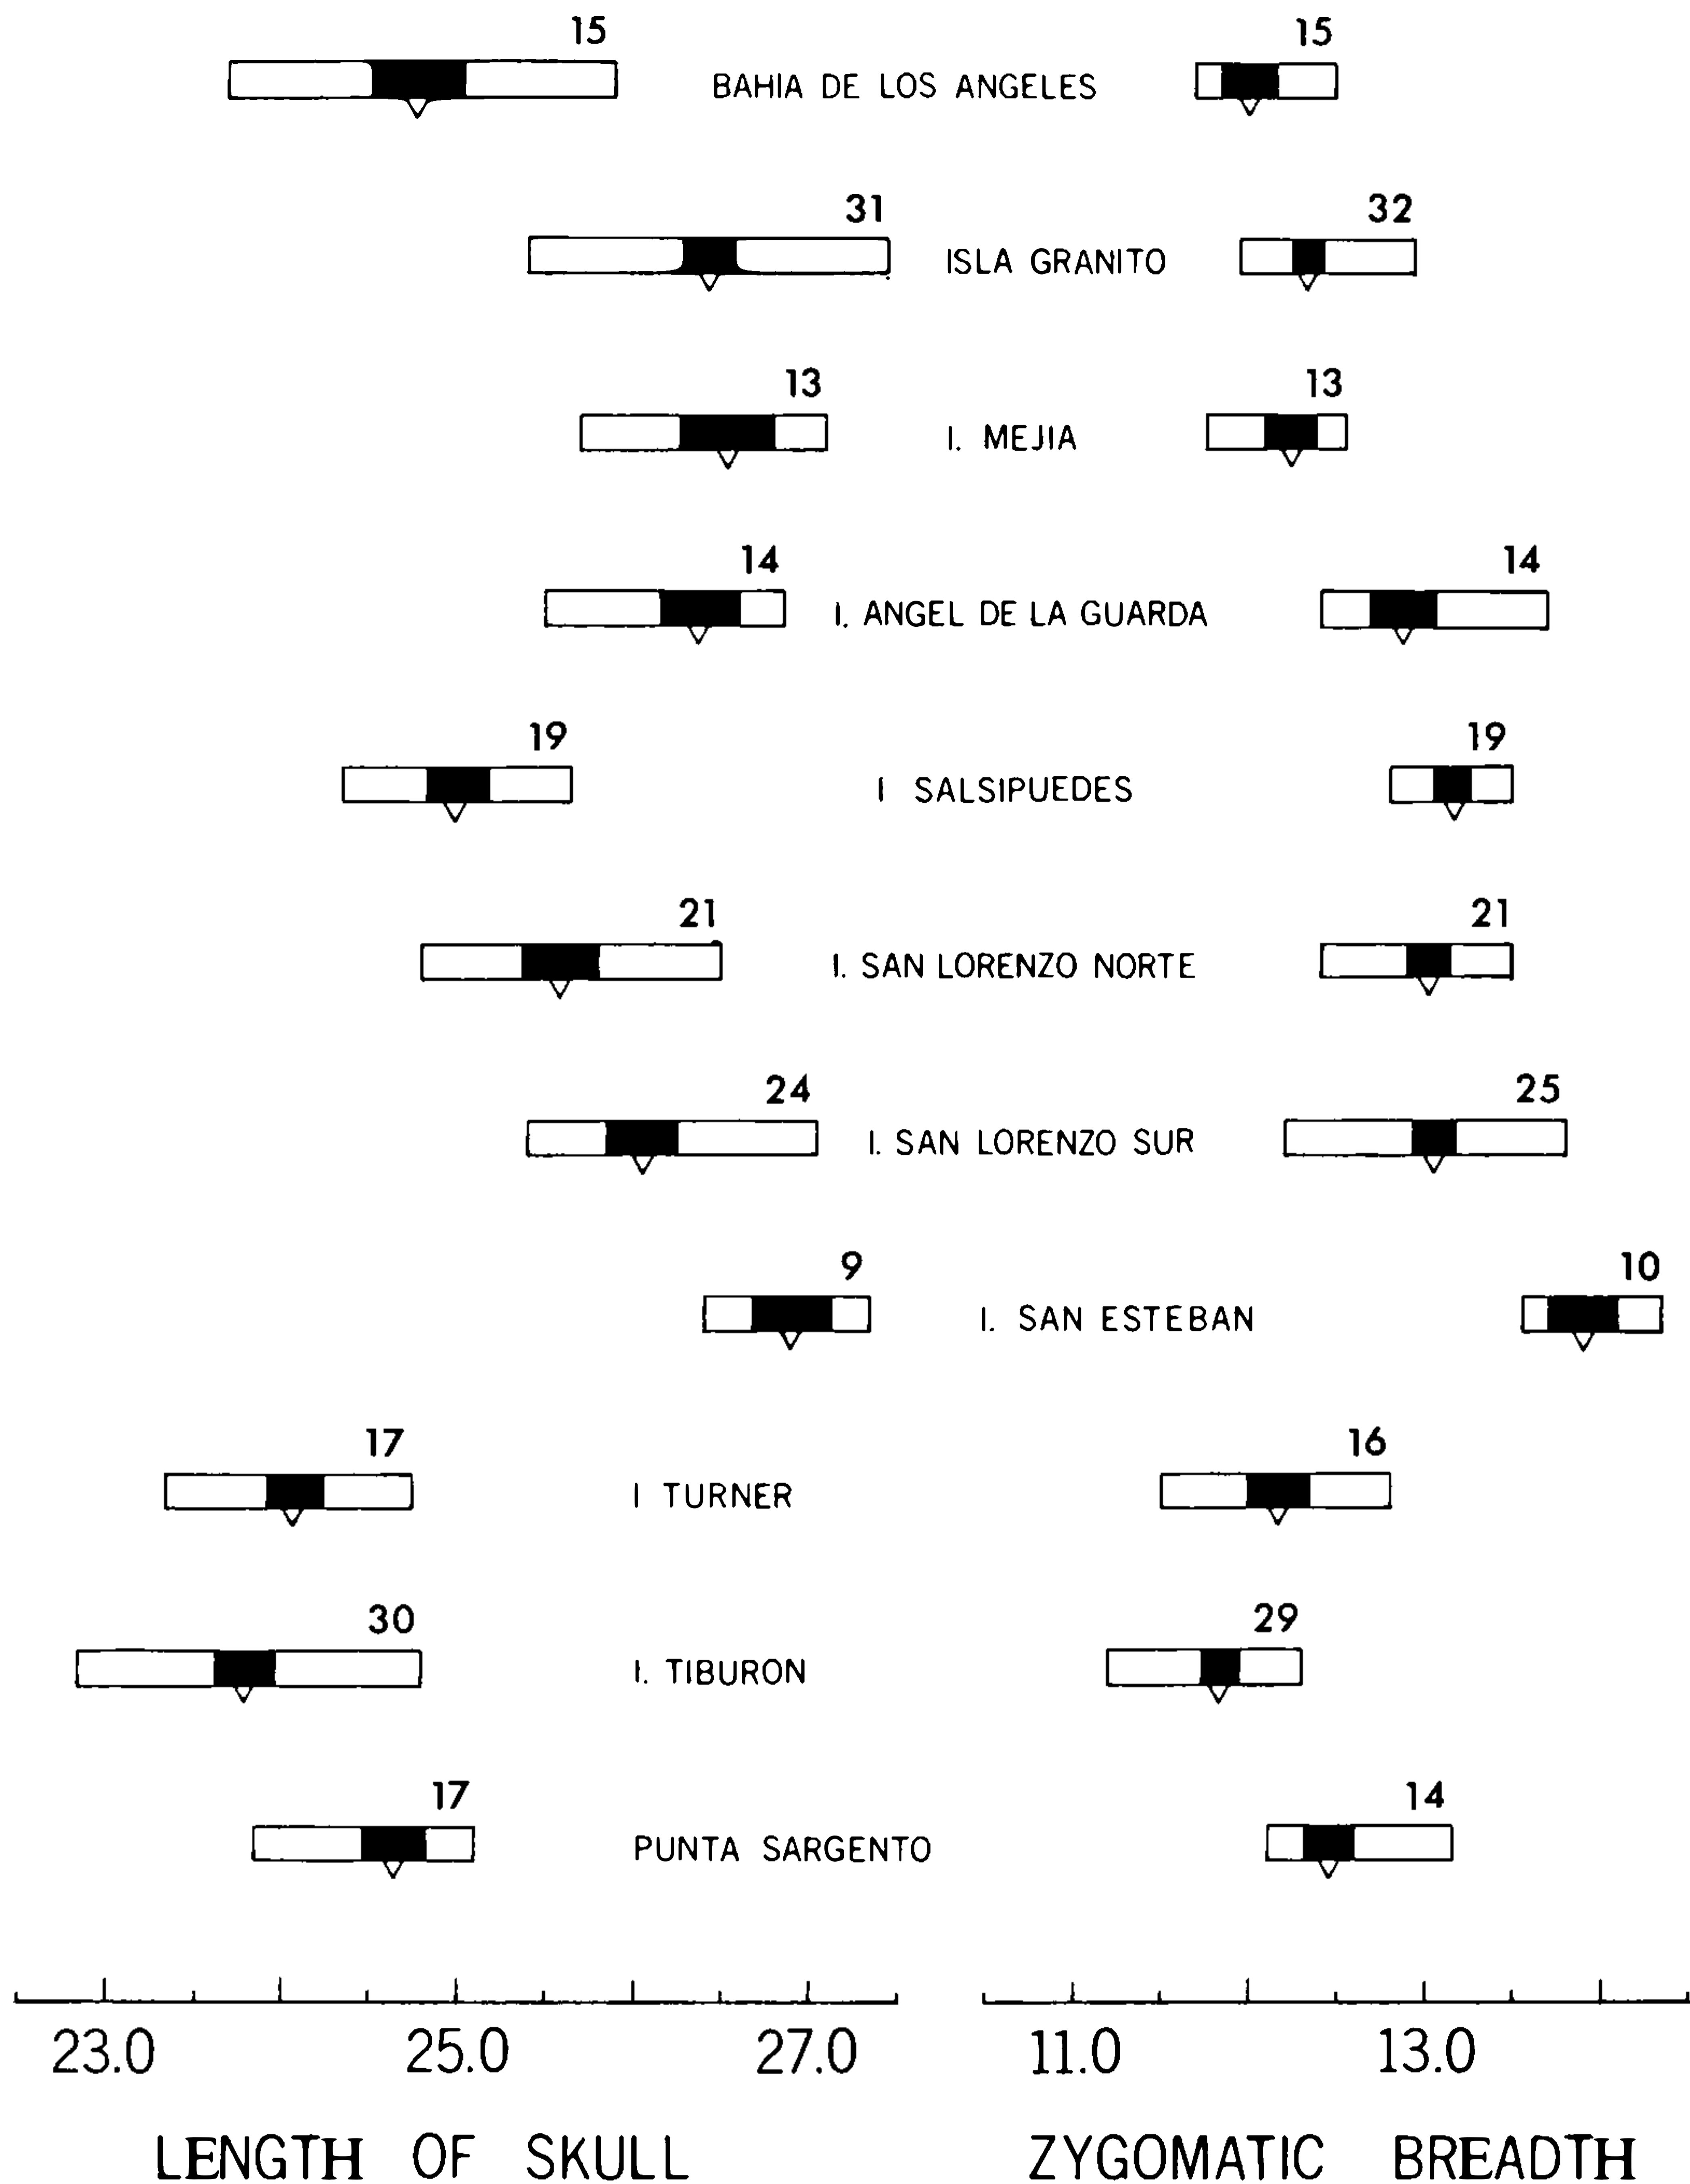 15 15
BAHIA DE LOS ANGELES
31 32
ISLA GRANITO
13 13
I. MEJIA
14 14
I. ANGEL DE LA GUARDA
19 19
I SALSIPUEDES
21 21
I. SAN LORENZO NORTE
24 25
I. SAN LORENZO SUR
9 10
I. SAN ESTEBAN
17 16
I TURNER
30 29
I. TIBURON
17 14
PUNTA SARGENTO
23.0 25.0 27.0 11.0 13.0
LENGTH OF SKULL ZYGOMATIC BREADTH